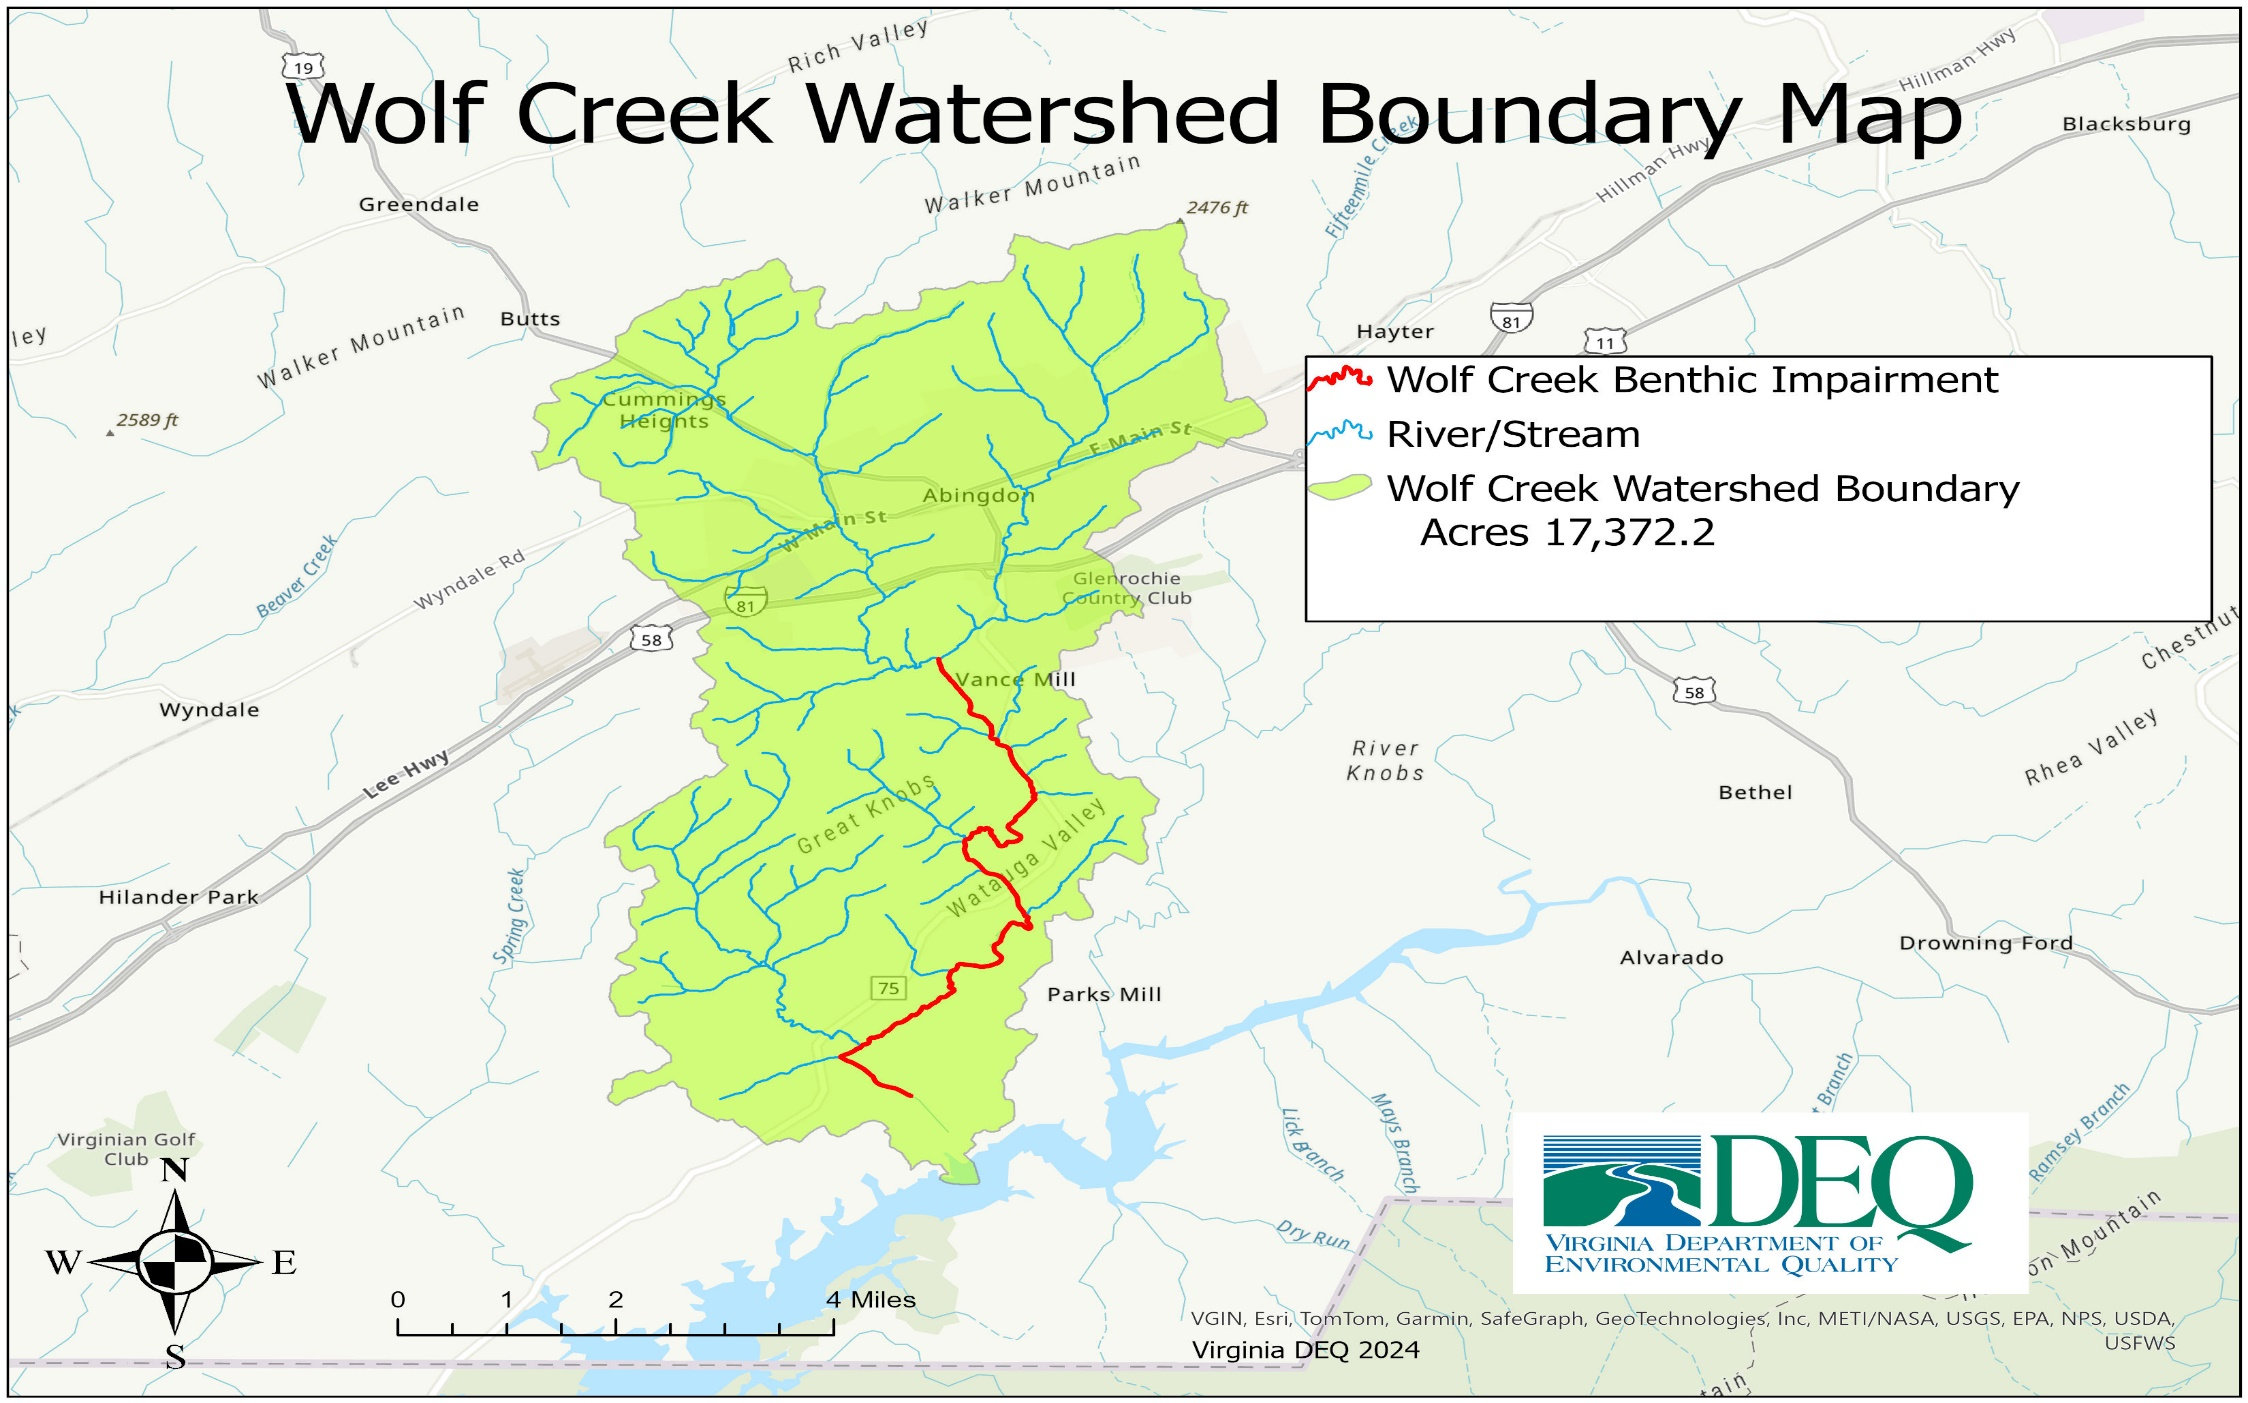 Rich Valley
Hillman Hwy
19
Wolf Creek Watershed Boundary Map
Blacksburg
Fifteenmile Creek
Hillman Hwy
Walker Mountain
Greendale
2476 ft
Walker Mountain
Butts
Hayter
81
11
ley
2589 ft
Cummings
Heights
E Main St
Abingdon
W Main St
Wolf Creek Benthic Impairment
River/Stream
Wolf Creek Watershed Boundary
Acres 17,372.2
Beaver Creek
Wyndale Rd
Glenrochie
Country Club
81
58
Chestnut
Vance Mill
58
Wyndale
Rhea Valley
River
Knobs
Lee Hwy
Great Knobs
Bethel
Watauga Valley
Hilander Park
Spring Creek
Drowning Ford
Alvarado
75
Parks Mill
Lick Branch
Mays Branch
t Branch
Ramsey Branch
Virginian Golf
Club
Dry Run
on Mountain
DEQ
VIRGINIA DEPARTMENT OF
ENVIRONMENTAL QUALITY
N
W E
S
0 1 2 4 Miles
VGIN, Esri, TomTom, Garmin, SafeGraph, GeoTechnologies, Inc, METI/NASA, USGS, EPA, NPS, USDA,
USFWS
Virginia DEQ 2024
tain